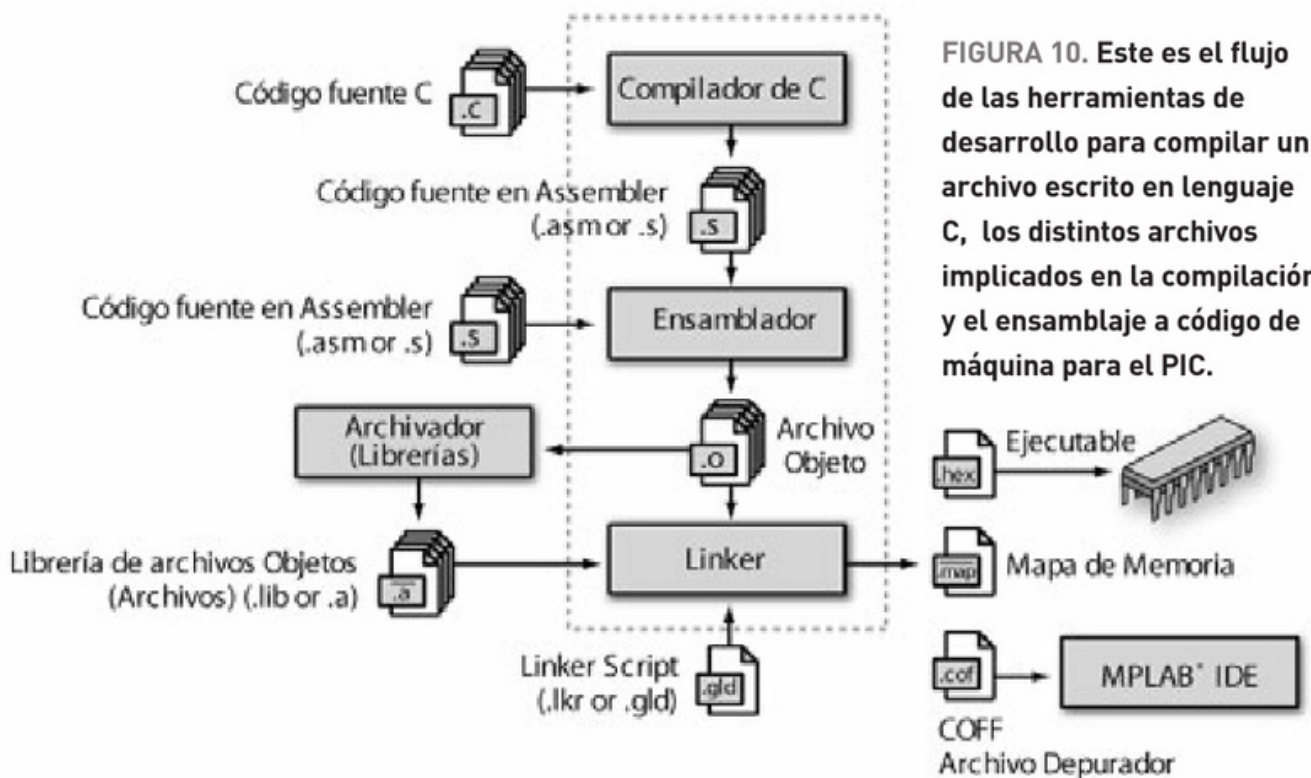 FIGURA 10. Este es el flujo
de las herramientas de
desarrollo para compilar un
archivo escrito en lenguaje
C, los distintos archivos
implicados en la compilación
y el ensamblaje a código de
máquina para el PIC.
Código fuente C
.c
Compilador de C
Código fuente en Assembler
(.asm or .s)
.s
Código fuente en Assembler
(.asm or .s)
.s
Ensamblador
Archivador
(Librerías)
.o
Archivo
Objeto
Librería de archivos Objetos
(Archivos) (.lib or .a)
.a
Linker
Linker Script
(.lkr or .gld)
.gld
.hex
Ejecutable
.map
Mapa de Memoria
.cof
MPLAB® IDE
COFF
Archivo Depurador